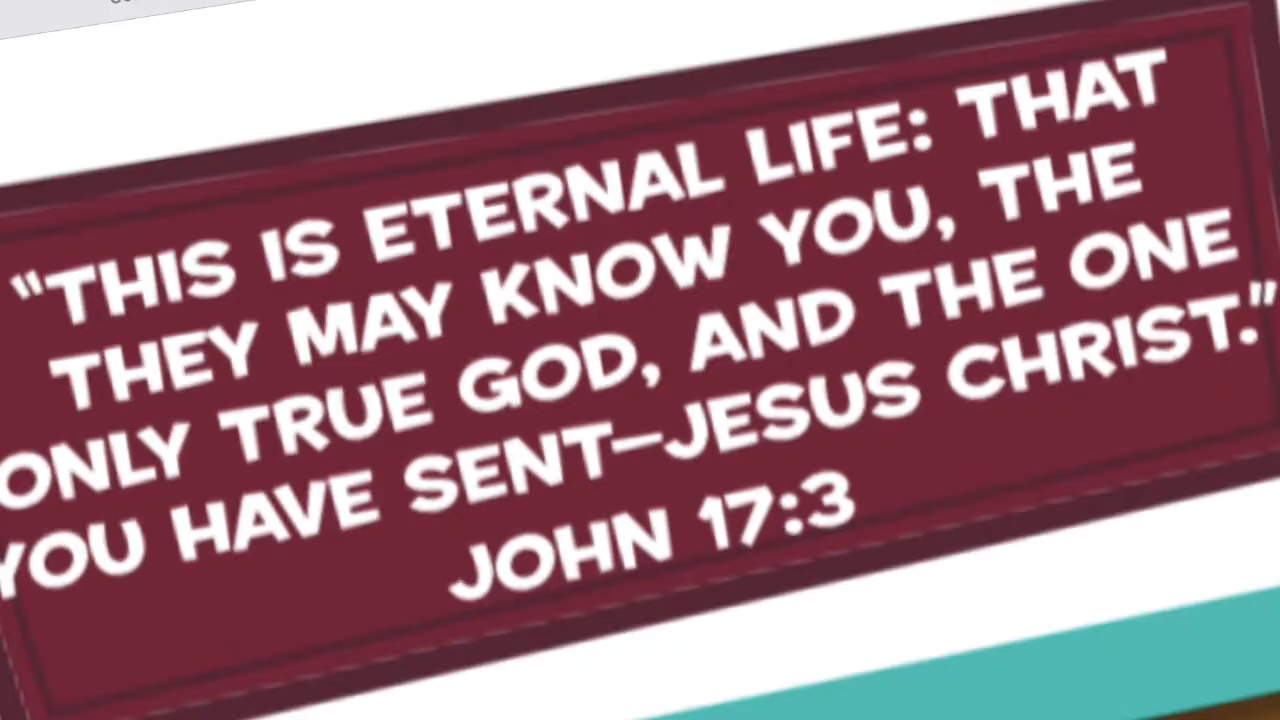 “THIS IS ETERNAL LIFE: THAT
THEY MAY KNOW YOU, THE
ONLY TRUE GOD, AND THE ONE
YOU HAVE SENT–JESUS CHRIST.”
JOHN 17:3